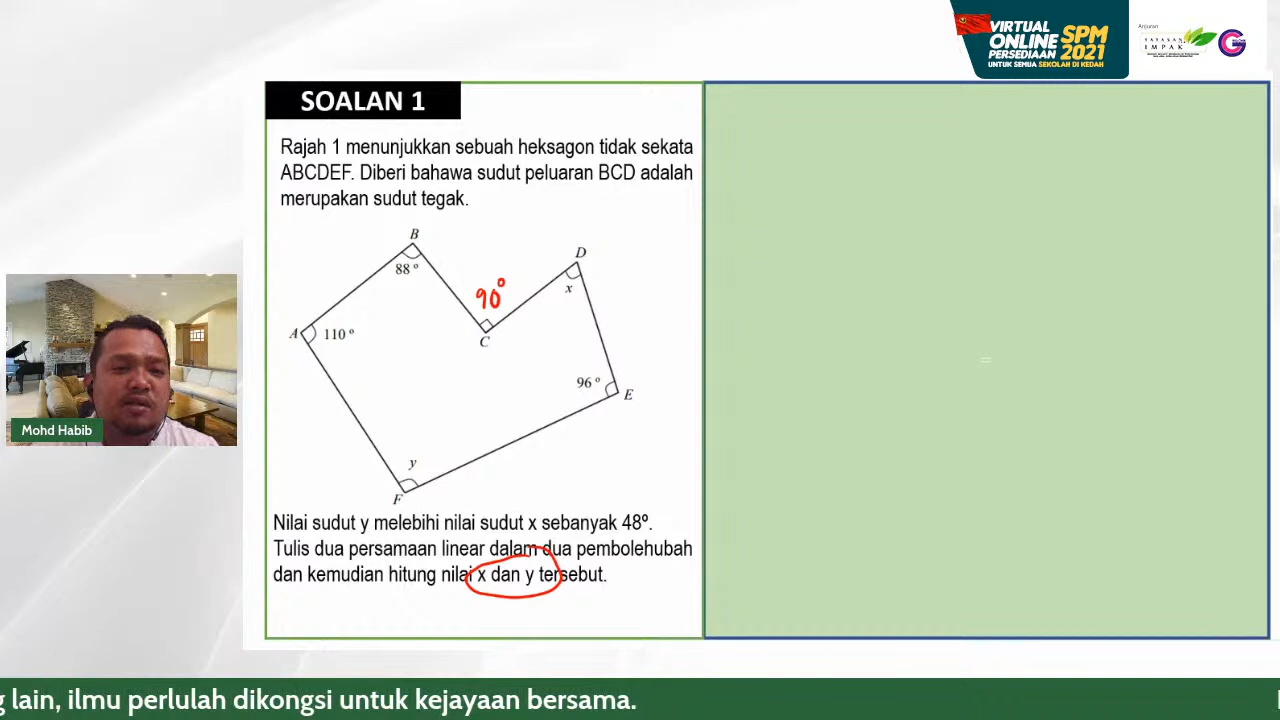 VIRTUAL
ONLINE
PERSEDIAAN
SPM
2021
UNTUK SEMUA SEKOLAH DI KEDAH
Anjuran
YAYASAN
IMPAK
SOALAN 1
Rajah 1 menunjukkan sebuah heksagon tidak sekata
ABCDEF. Diberi bahawa sudut peluaran BCD adalah
merupakan sudut tegak.
B
88°
D
x
90°
A
110°
C
96°
E
y
F
Nilai sudut y melebihi nilai sudut x sebanyak 48º.
Tulis dua persamaan linear dalam dua pembolehubah
dan kemudian hitung nilai x dan y tersebut.
=
Mohd Habib
lain, ilmu perlulah dikongsi untuk kejayaan bersama.